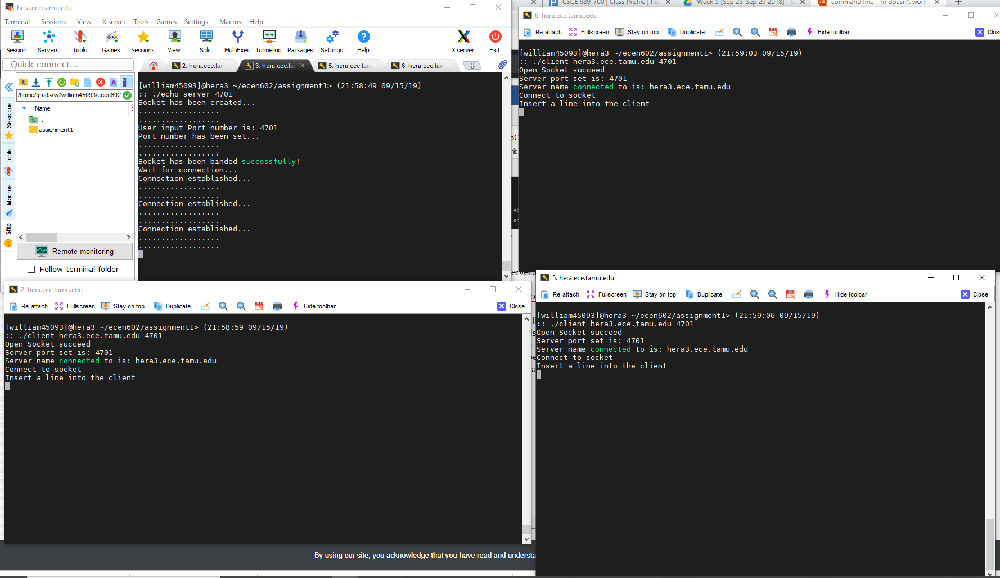 hera.ece.tamu.edu
Terminal Sessions View X server Tools Games Settings Macros Help
Session Servers Tools Games Sessions View Split MultiExec Tunneling Packages Settings Help X server Exit
Quick connect...
2. hera.ece.tam 3. hera.ece.ta 5. hera.ece.tam 6. hera.ece.tam
/home/grads/w/william45093/ecen602/
Name
..
assignment1
Sessions
Tools
Macros
Sftp
Remote monitoring
Follow terminal folder
[william45093]@hera3 ~/ecen602/assignment1> (21:58:49 09/15/19)
:: ./echo_server 4701
Socket has been created...
..................
..................
User input Port number is: 4701
Port number has been set...
..................
..................
Socket has been binded successfully!
Wait for connection...
Connection established...
..................
..................
Connection established...
..................
..................
Connection established...
..................
..................
CSCE 689-700 | Class Profile | Pia
Week 5 [Sep 23-Sep 29 2018] - G
command line - \n doesn't work
6. hera.ece.tamu.edu
Re-attach Fullscreen Stay on top Duplicate Hide toolbar Clos
[william45093]@hera3 ~/ecen602/assignment1> (21:59:03 09/15/19)
:: ./client hera3.ece.tamu.edu 4701
Open Socket succeed
Server port set is: 4701
Server name connected to is: hera3.ece.tamu.edu
Connect to socket
Insert a line into the client
2. hera.ece.tamu.edu
Re-attach Fullscreen Stay on top Duplicate Hide toolbar Close
[william45093]@hera3 ~/ecen602/assignment1> (21:58:59 09/15/19)
:: ./client hera3.ece.tamu.edu 4701
Open Socket succeed
Server port set is: 4701
Server name connected to is: hera3.ece.tamu.edu
Connect to socket
Insert a line into the client
5. hera.ece.tamu.edu
Re-attach Fullscreen Stay on top Duplicate Hide toolbar Close
[william45093]@hera3 ~/ecen602/assignment1> (21:59:06 09/15/19)
:: ./client hera3.ece.tamu.edu 4701
Open Socket succeed
Server port set is: 4701
Server name connected to is: hera3.ece.tamu.edu
Connect to socket
Insert a line into the client
By using our site, you acknowledge that you have read and understa